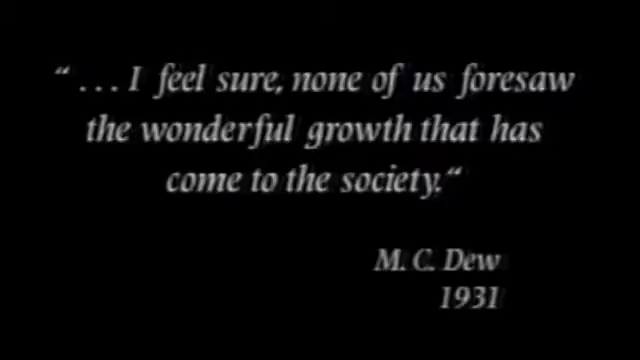 “...I feel sure, none of us foresaw
the wonderful growth that has
come to the society.“
M. C. Dew
1931